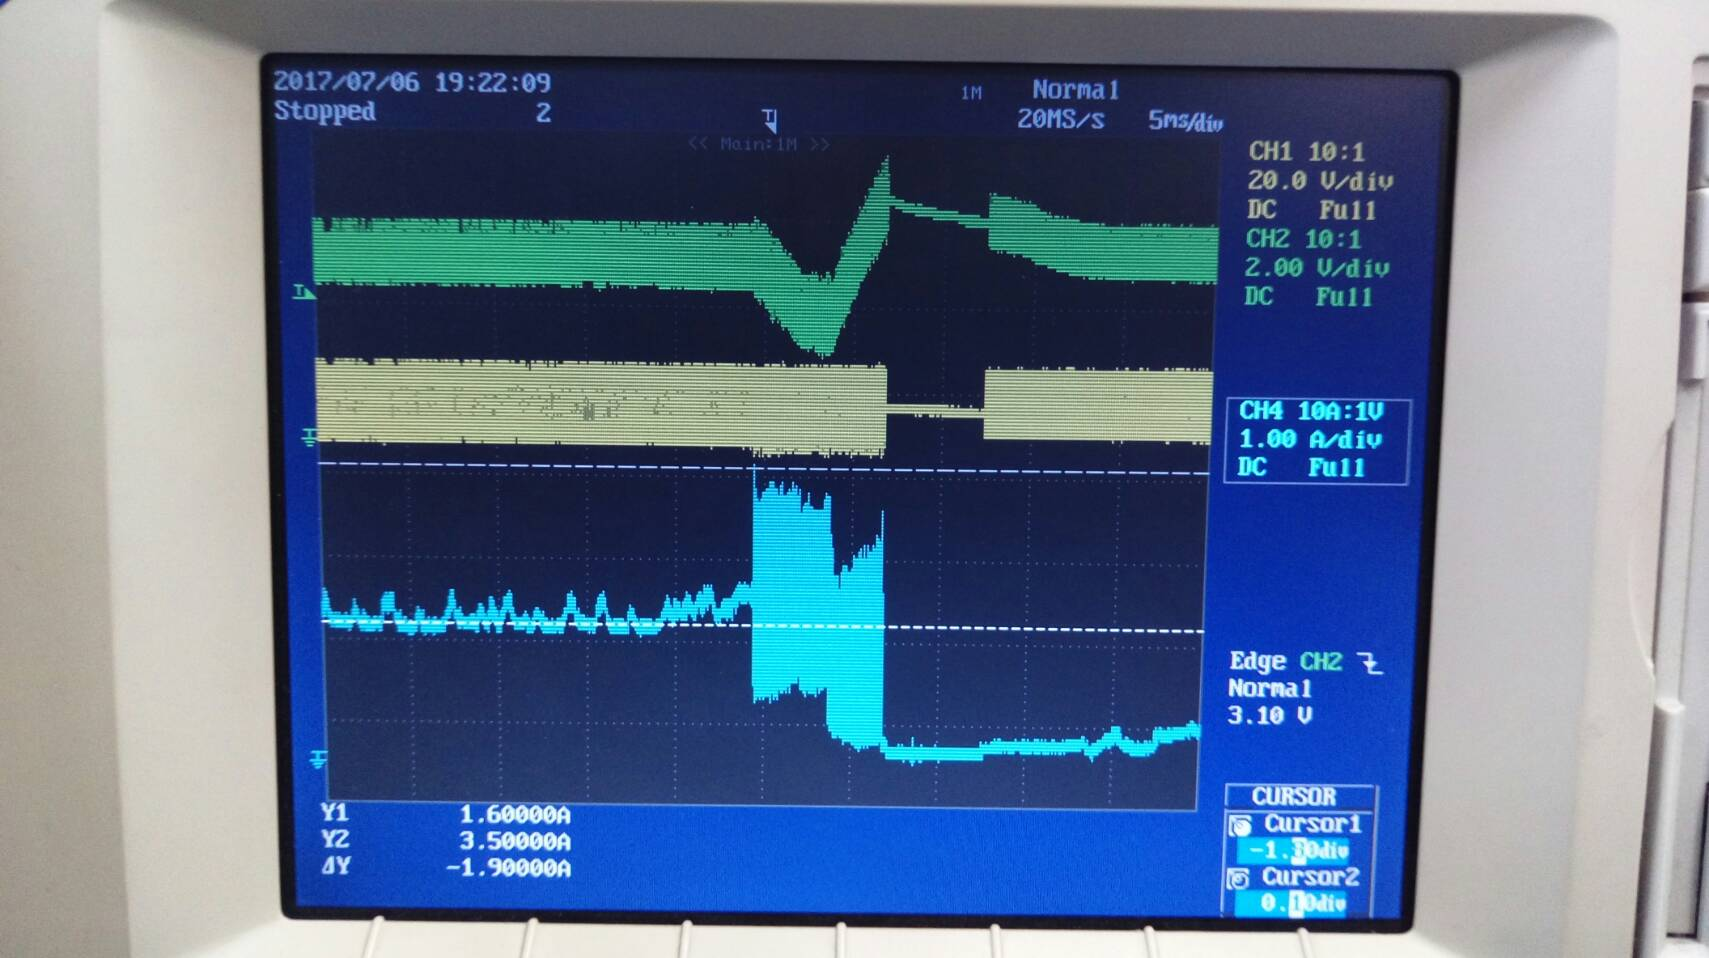 2017/07/06 19:22:09
Stopped 2
1M Normal
20MS/s 5ms/div
T
<< Main:1M >>
CH1 10:1
20.0 V/div
DC Full
CH2 10:1
2.00 V/div
DC Full
T
CH4 10A:1V
1.00 A/div
DC Full
Edge CH2
Normal
3.10 V
CURSOR
Cursor1
Cursor2
0.10div
Y1 1.60000A
Y2 3.50000A
ΔY -1.90000A